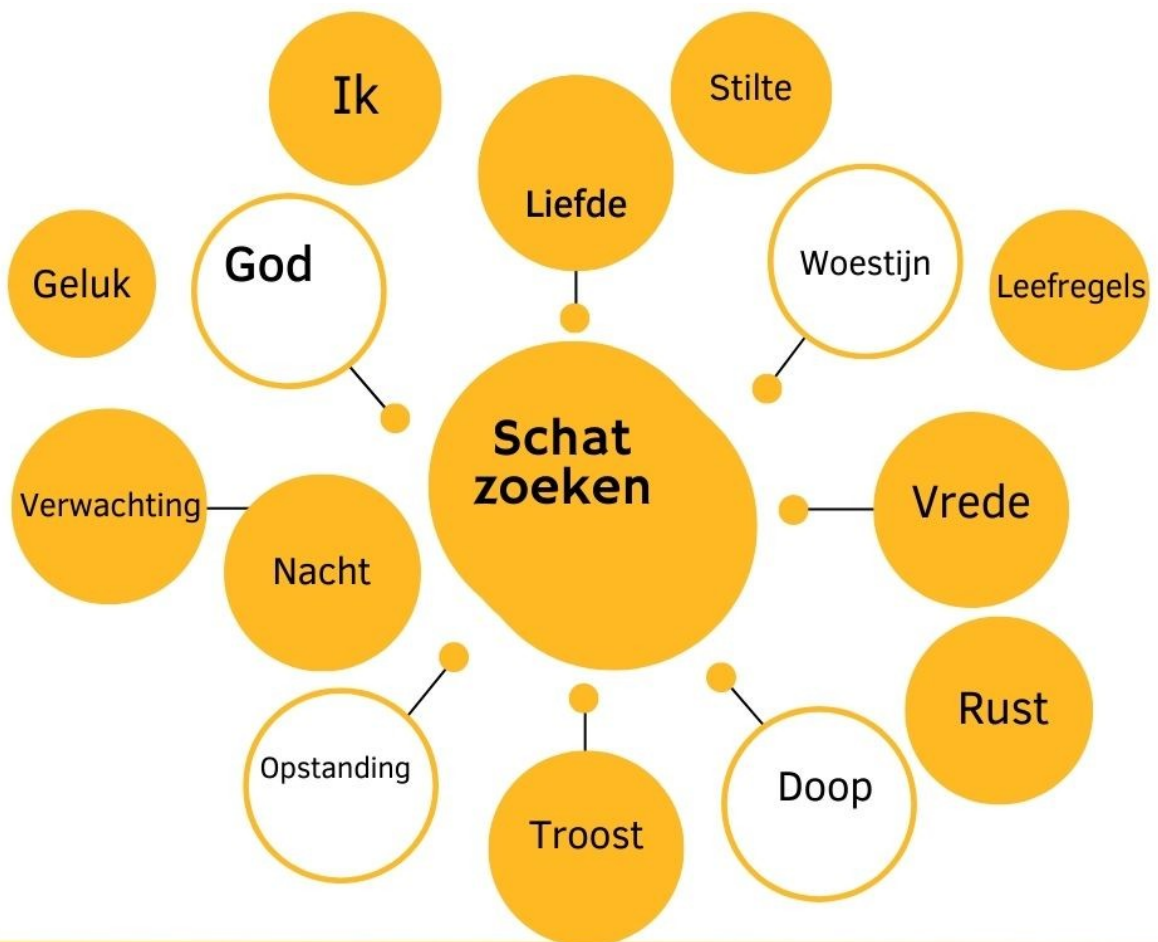 Ik
Stilte
Liefde
God
Woestijn
Geluk
Leefregels
Schat
zoeken
Verwachting
Vrede
Nacht
Rust
Opstanding
Doop
Troost